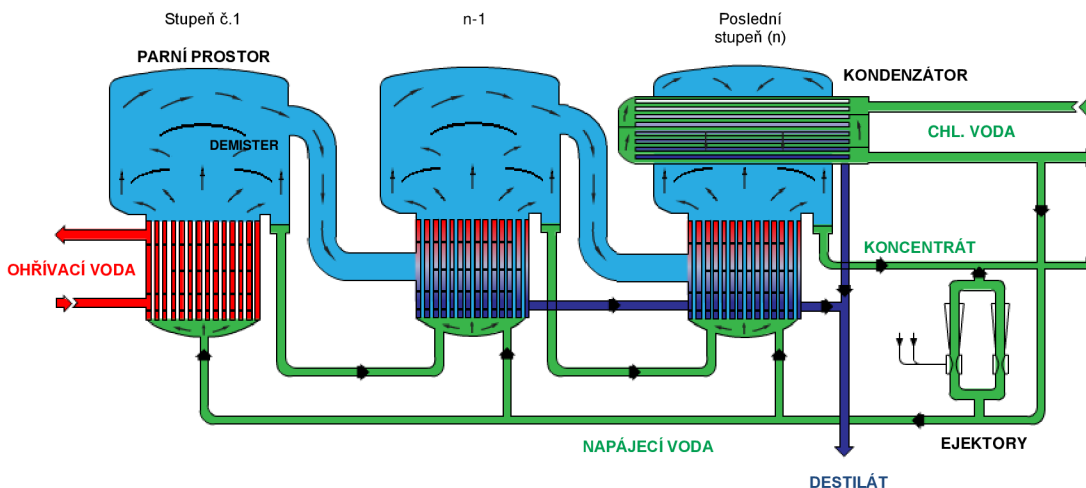 Stupeň č.1
n-1
Poslední
stupeň (n)
PARNÍ PROSTOR
KONDENZÁTOR
CHL. VODA
DEMISTER
KONCENTRÁT
OHŘÍVACÍ VODA
NAPÁJECÍ VODA
EJEKTORY
DESTILÁT